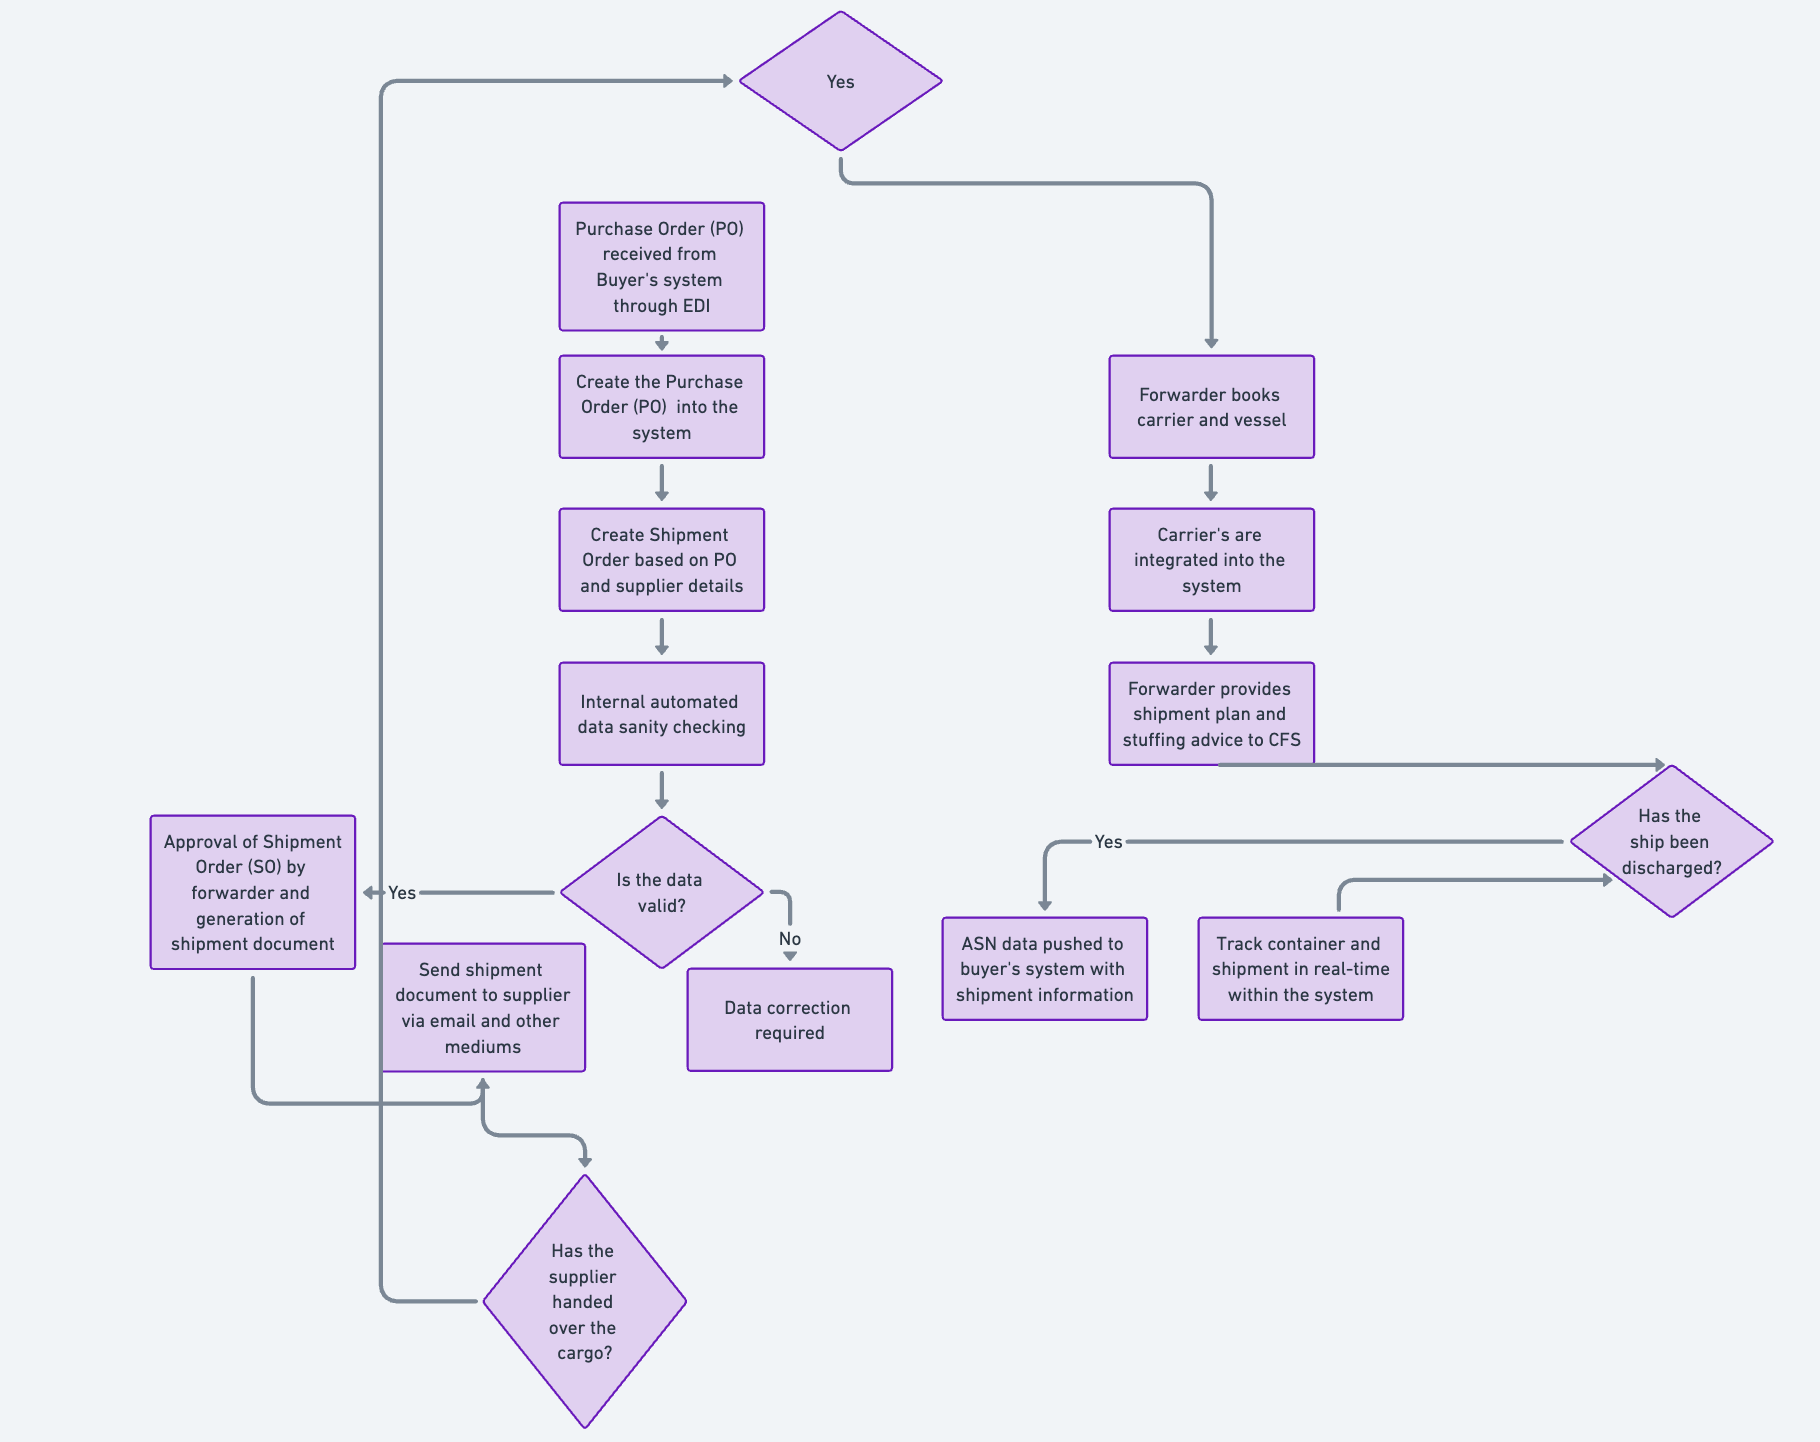 Yes
Purchase Order (PO)
received from
Buyer's system
through EDI
Create the Purchase
Order (PO)  into the
system
Forwarder books
carrier and vessel
Create Shipment
Order based on PO
and supplier details
Carrier's are
integrated into the
system
Internal automated
data sanity checking
Forwarder provides
shipment plan and
stuffing advice to CFS
Approval of Shipment
Order (SO) by
forwarder and
generation of
shipment document
Yes
Is the data
valid?
No
Yes
Has the
ship been
discharged?
Send shipment
document to supplier
via email and other
mediums
Data correction
required
ASN data pushed to
buyer's system with
shipment information
Track container and
shipment in real-time
within the system
Has the
supplier
handed
over the
cargo?